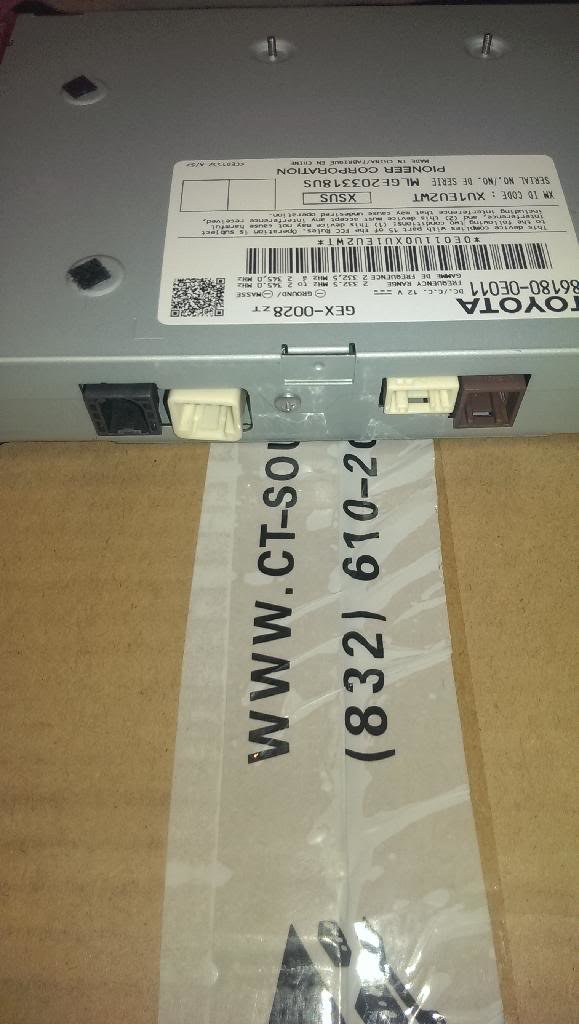 TOYOTA
86180-0E011
GEX-0028 ZT
DC/C.C. 12 V
GROUND/MASSE
FREQUENCY RANGE 2 332.5 MHz to 2 345.0 MHz
GAMME DE FREQUENCE 2 332.5 MHz à 2 345.0 MHz
*0E0110XU1EU2WT*
This device complies with part 15 of the FCC Rules. Operation is subject
to the following two conditions: (1) this device may not cause harmful
interference, and (2) this device must accept any interference received,
including interference that may cause undesired operation.
XM ID CODE : XU1EU2WT XSUS
SERIAL NO./NO. DE SERIE MLGF203318US
PIONEER CORPORATION
MADE IN CHINA/FABRIQUE EN CHINE
WWW.CT-SOU
(832) 610-20